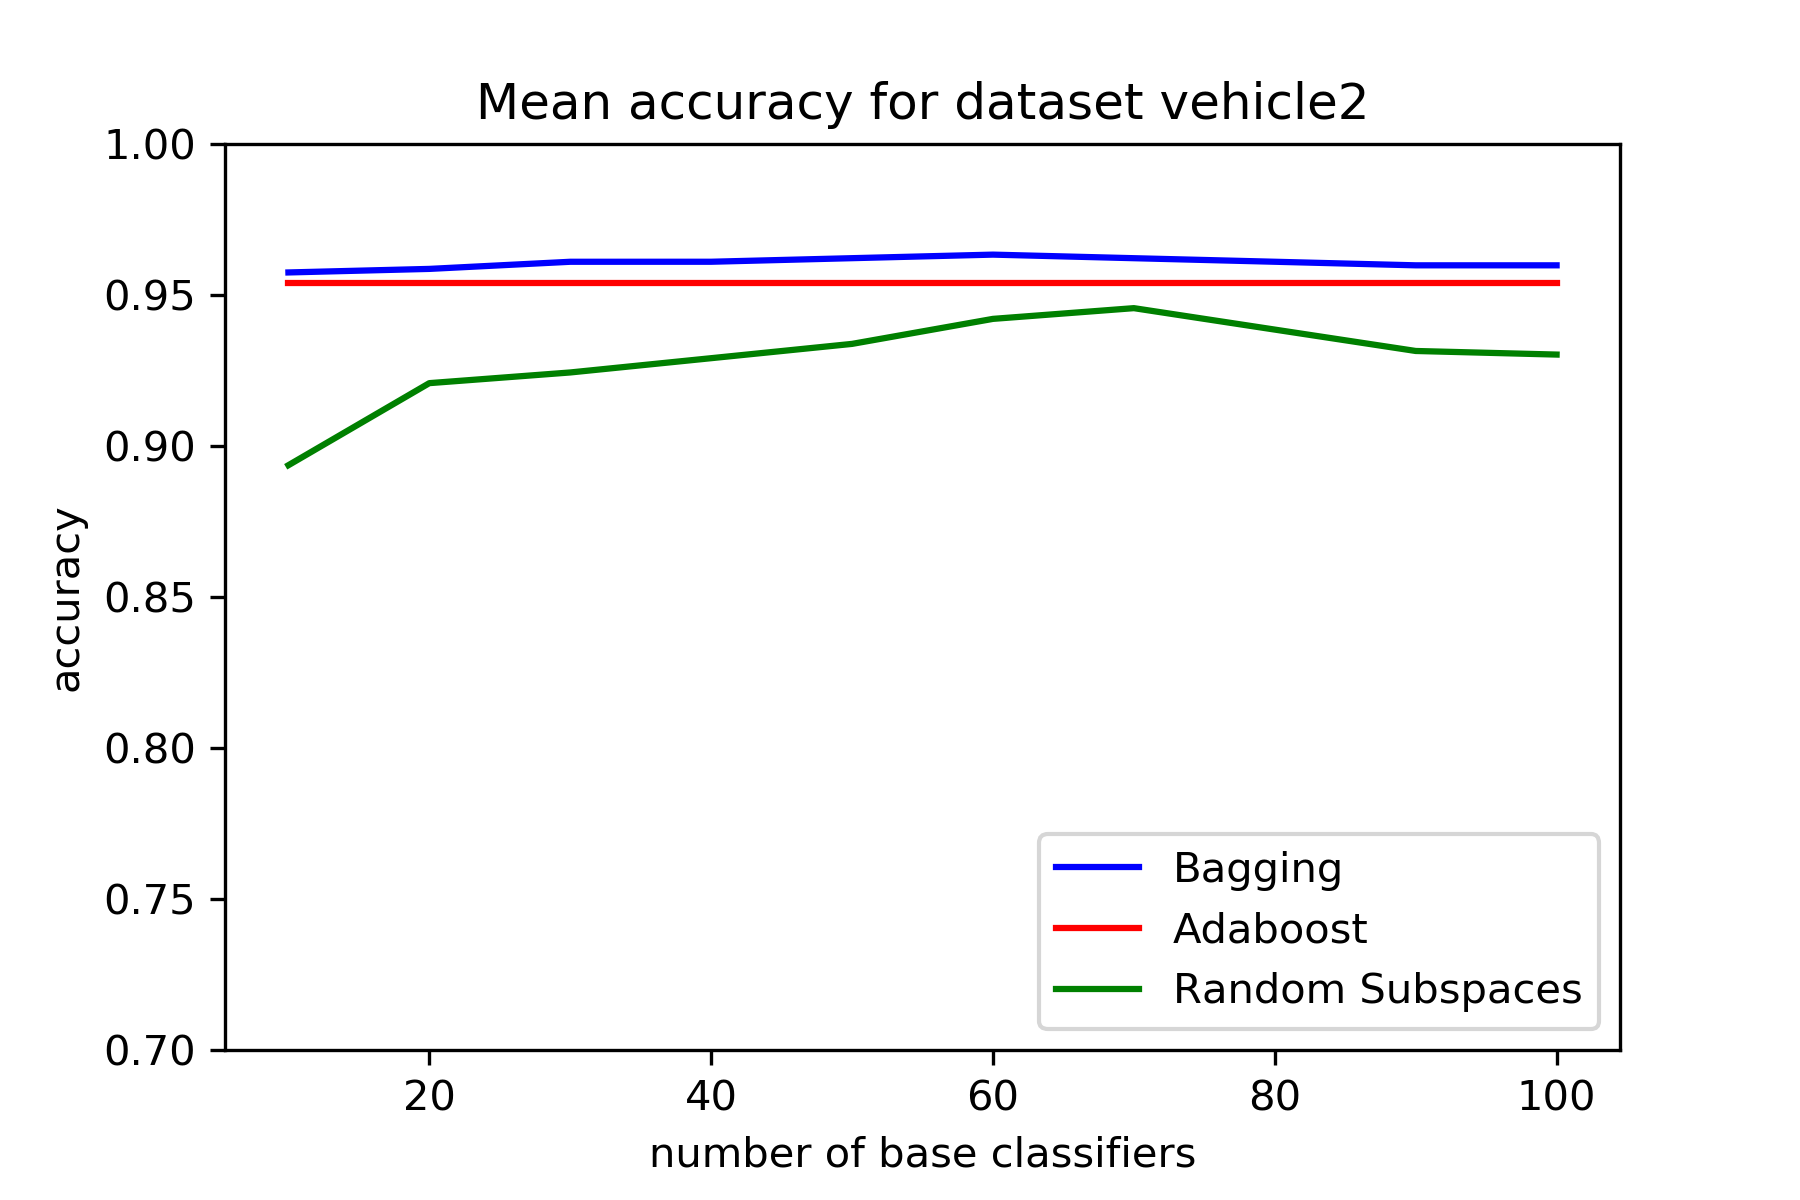 Mean accuracy for dataset vehicle2
1.00
0.95
0.90
0.85
0.80
0.75
0.70
accuracy
20 40 60 80 100
number of base classifiers
Bagging
Adaboost
Random Subspaces